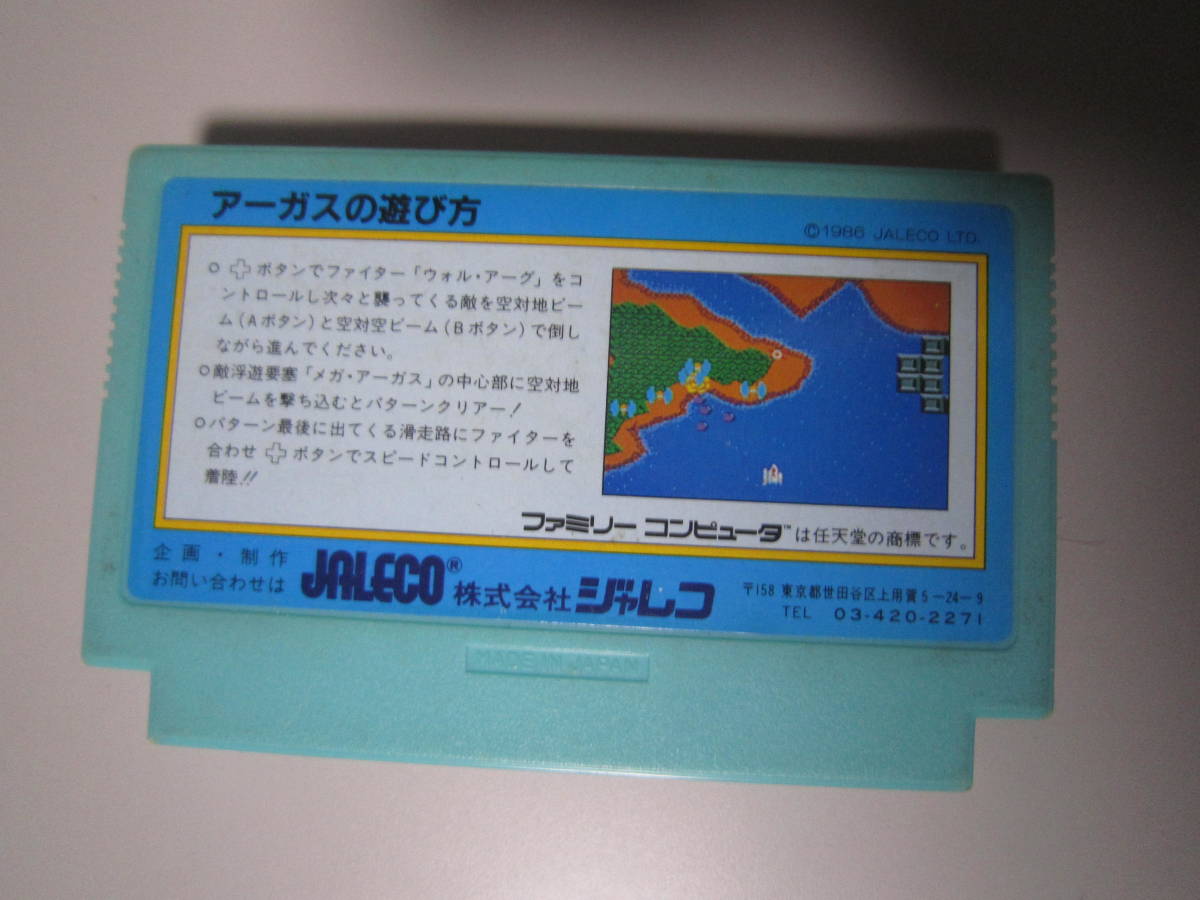 アーガスの遊び方
©1986 JALECO LTD.
○ボタンでファイター「ウォル・アーグ」をコ
ントロールし次々と襲ってくる敵を空対地ビー
ム(Aボタン)と空対空ビーム(Bボタン)で倒し
ながら進んでください。
○敵浮遊要塞「メガ・アーガス」の中心部に空対地
ビームを撃ち込むとパターンクリアー!
○パターン最後に出てくる滑走路にファイターを
合わせボタンでスピードコントロールして
着陸!!
ファミリー コンピュータ™は任天堂の商標です。
企画・制作
お問い合わせは
JALECO® 株式会社ジャレコ
〒158 東京都世田谷区上用賀5-24-9
TEL 03-420-2271
MADE IN JAPAN